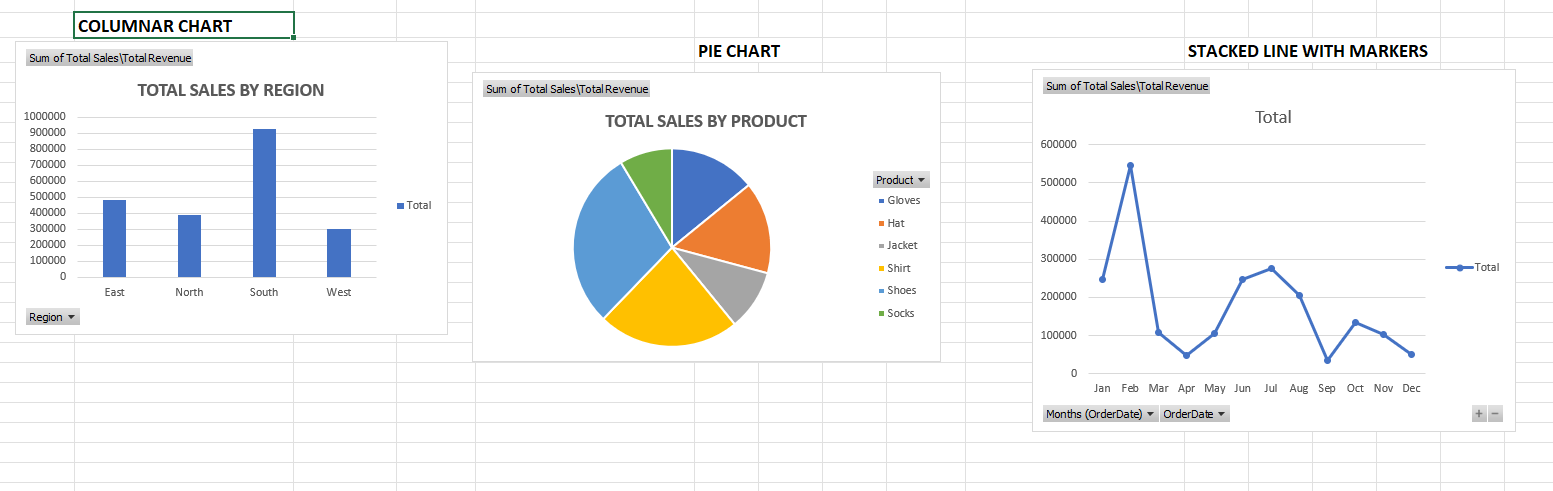 COLUMNAR CHART
Sum of Total Sales\Total Revenue
TOTAL SALES BY REGION
1000000
900000
800000
700000
600000
500000
400000
300000
200000
100000
0
East North South West
Total
Region
PIE CHART
Sum of Total Sales\Total Revenue
TOTAL SALES BY PRODUCT
Product
Gloves
Hat
Jacket
Shirt
Shoes
Socks
STACKED LINE WITH MARKERS
Sum of Total Sales\Total Revenue
Total
600000
500000
400000
300000
200000
100000
0
Jan Feb Mar Apr May Jun Jul Aug Sep Oct Nov Dec
Total
Months (OrderDate) OrderDate
+ −